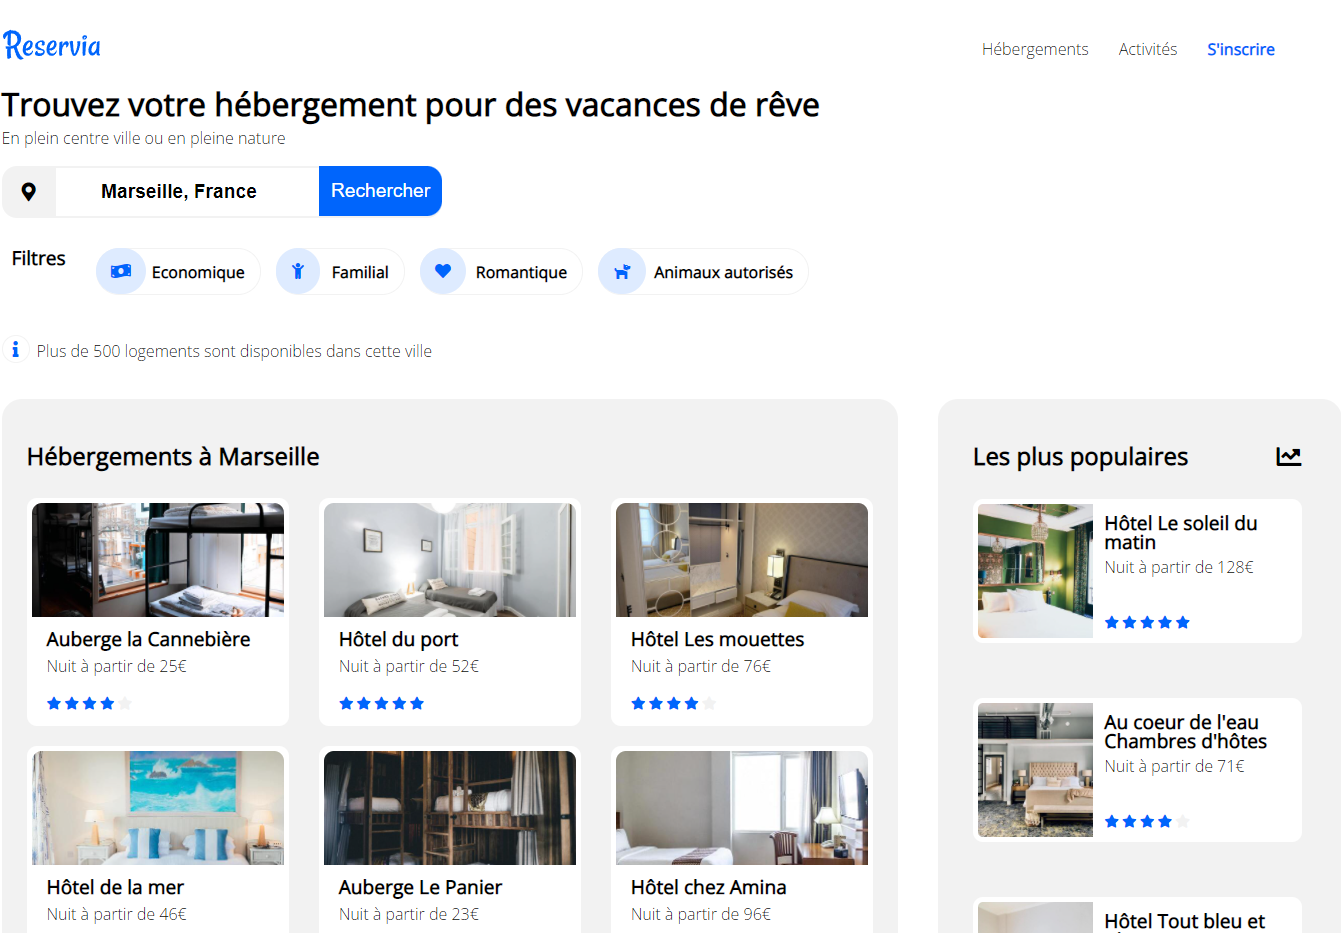 Reservia
Hébergements
Activités
S'inscrire
Trouvez votre hébergement pour des vacances de rêve
En plein centre ville ou en pleine nature
Marseille, France
Rechercher
Filtres
Economique
Familial
Romantique
Animaux autorisés
Plus de 500 logements sont disponibles dans cette ville
Hébergements à Marseille
Auberge la Cannebière
Nuit à partir de 25€
Hôtel du port
Nuit à partir de 52€
Hôtel Les mouettes
Nuit à partir de 76€
Hôtel de la mer
Nuit à partir de 46€
Auberge Le Panier
Nuit à partir de 23€
Hôtel chez Amina
Nuit à partir de 96€
Les plus populaires
Hôtel Le soleil du
matin
Nuit à partir de 128€
Au coeur de l'eau
Chambres d'hôtes
Nuit à partir de 71€
Hôtel Tout bleu et